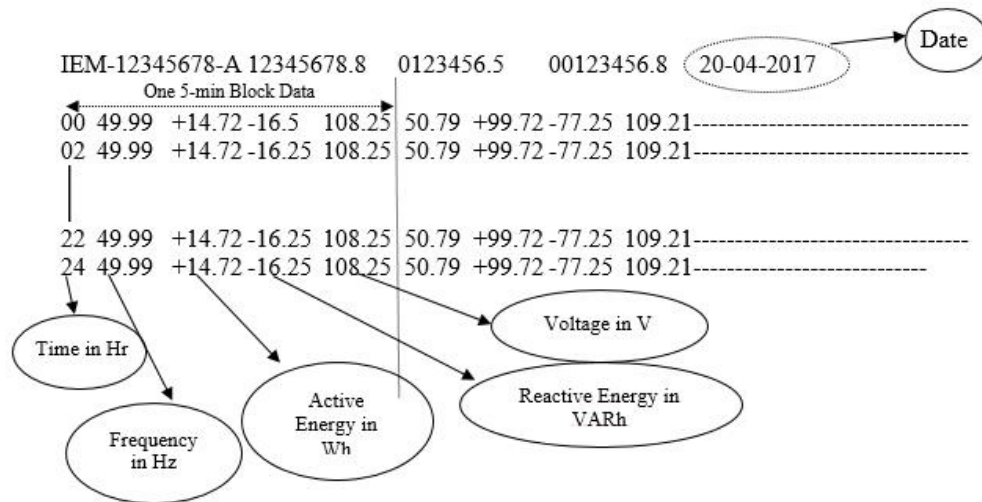 Date
IEM-12345678-A 12345678.8 0123456.5 00123456.8 20-04-2017
One 5-min Block Data
00 49.99 +14.72 -16.5 108.25 50.79 +99.72 -77.25 109.21---------------------------------
02 49.99 +14.72 -16.25 108.25 50.79 +99.72 -77.25 109.21---------------------------------
22 49.99 +14.72 -16.25 108.25 50.79 +99.72 -77.25 109.21---------------------------------
24 49.99 +14.72 -16.25 108.25 50.79 +99.72 -77.25 109.21----------------------------
Voltage in V
Time in Hr
Active
Energy in
Wh
Reactive Energy in
VARh
Frequency
in Hz